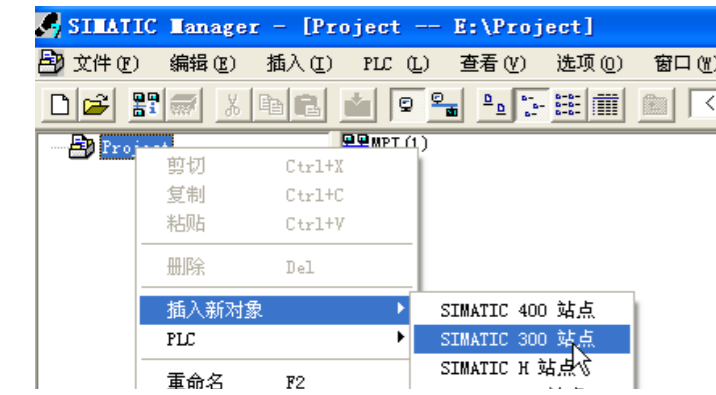 SIMATIC Manager - [Project -- E:\Project]
文件(F) 编辑(E) 插入(I) PLC (L) 查看(V) 选项(O) 窗口(W)
Project MPI(1)
剪切 Ctrl+X
复制 Ctrl+C
粘贴 Ctrl+V
删除 Del
插入新对象 SIMATIC 400 站点
PLC SIMATIC 300 站点
重命名 F2 SIMATIC H 站点